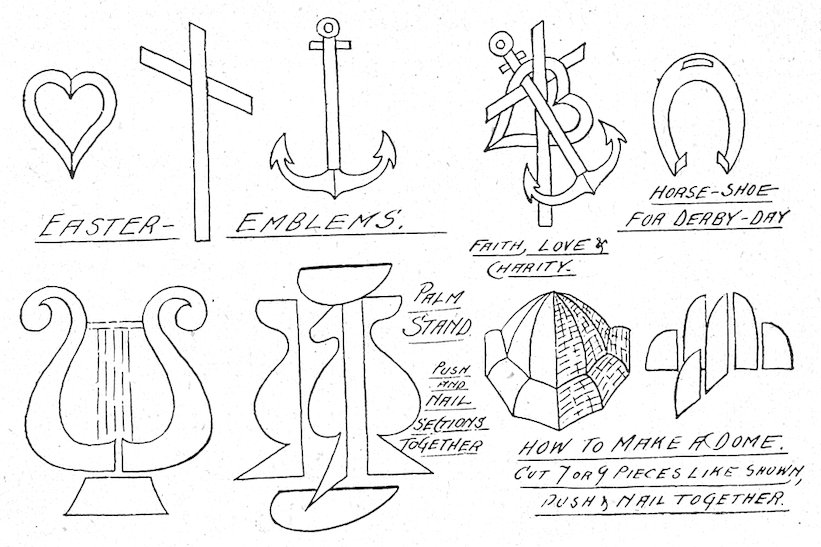 EASTER- EMBLEMS.
FAITH, LOVE &
CHARITY.
HORSE-SHOE
FOR DERBY-DAY
PALM
STAND.
PUSH
AND
NAIL
SECTIONS
TOGETHER
HOW TO MAKE A DOME.
CUT 7 OR 9 PIECES LIKE SHOWN,
PUSH & NAIL TOGETHER.